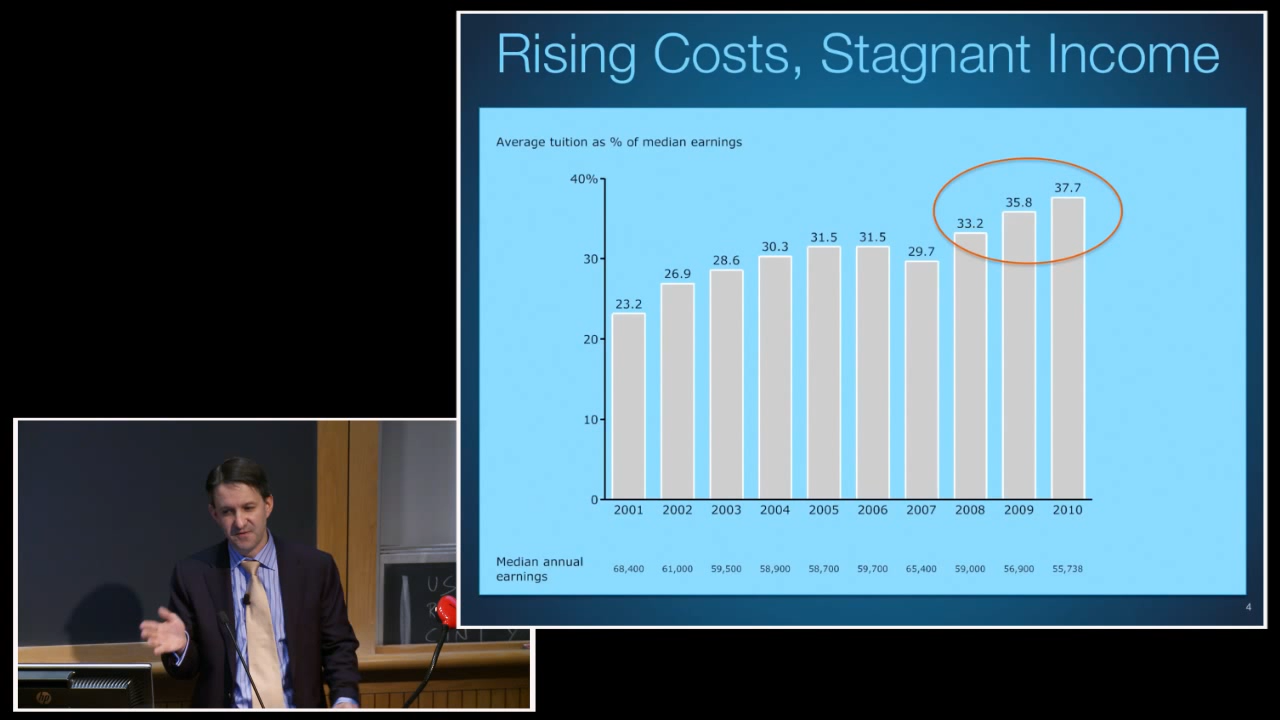 Rising Costs, Stagnant Income
Average tuition as % of median earnings
40%
30
20
10
0
23.2
26.9
28.6
30.3
31.5
31.5
29.7
33.2
35.8
37.7
2001 2002 2003 2004 2005 2006 2007 2008 2009 2010
Median annual
earnings
68,400 61,000 59,500 58,900 58,700 59,700 65,400 59,000 56,900 55,738
4
hp